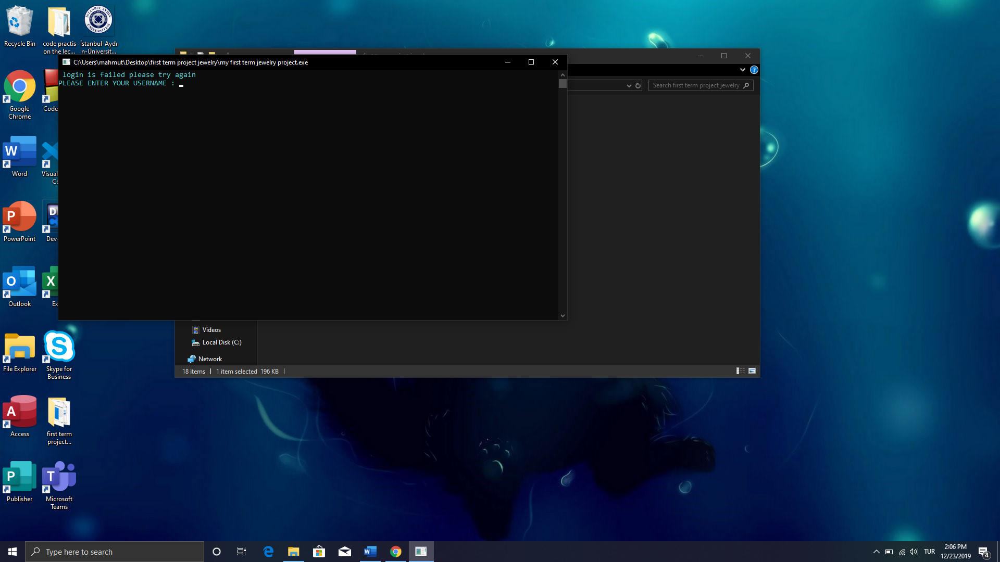 Recycle Bin
code practis
on the lec...
İstanbul-Aydı
n-Üniversit...
Google
Chrome
Code
Word
Visual
Co
PowerPoint
Dev-
Outlook
Ex
File Explorer
Skype for
Business
Access
first term
project...
Publisher
Microsoft
Teams
C:\Users\mahmut\Desktop\first term project jewelry\my first term jewelry project.exe
login is failed please try again
PLEASE ENTER YOUR USERNAME :
Search first term project jewelry
Videos
Local Disk (C:)
Network
18 items
1 item selected 196 KB
Type here to search
TUR
2:06 PM
12/23/2019
4